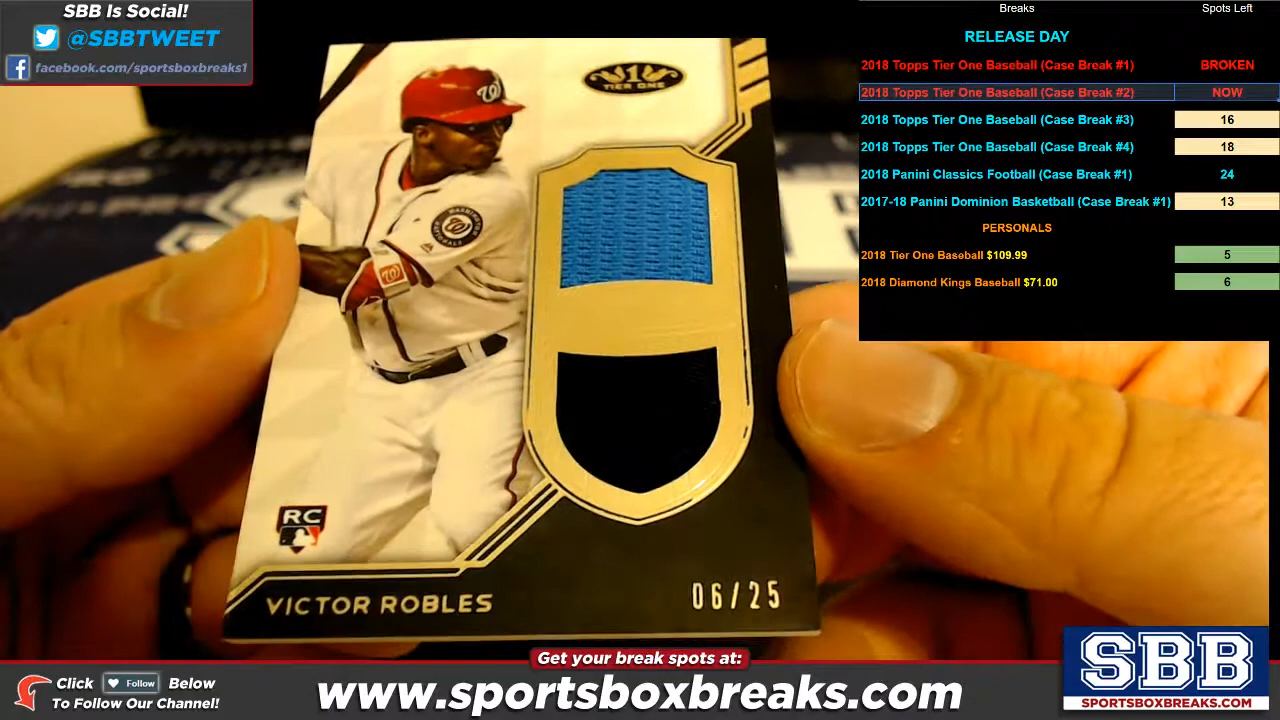 SBB Is Social!
@SBBTWEET
facebook.com/sportsboxbreaks1
Breaks Spots Left
RELEASE DAY
2018 Topps Tier One Baseball (Case Break #1) BROKEN
2018 Topps Tier One Baseball (Case Break #2) NOW
2018 Topps Tier One Baseball (Case Break #3) 16
2018 Topps Tier One Baseball (Case Break #4) 18
2018 Panini Classics Football (Case Break #1) 24
2017-18 Panini Dominion Basketball (Case Break #1) 13
PERSONALS
2018 Tier One Baseball $109.99 5
2018 Diamond Kings Baseball $71.00 6
1
TIER ONE
W
W
W
RC
VICTOR ROBLES
06/25
Get your break spots at:
www.sportsboxbreaks.com
Click Follow Below
To Follow Our Channel!
SBB
SPORTSBOXBREAKS.COM